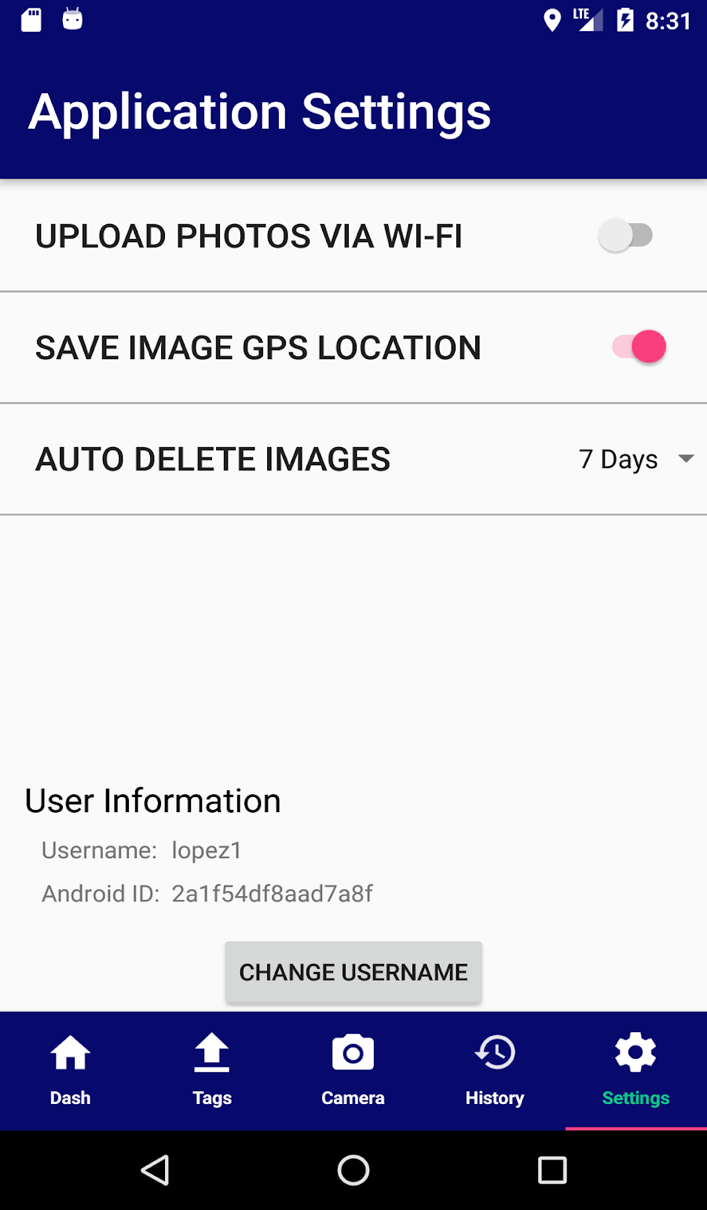 LTE 8:31
Application Settings
UPLOAD PHOTOS VIA WI-FI
SAVE IMAGE GPS LOCATION
AUTO DELETE IMAGES 7 Days
User Information
Username: lopez1
Android ID: 2a1f54df8aad7a8f
CHANGE USERNAME
Dash Tags Camera History Settings